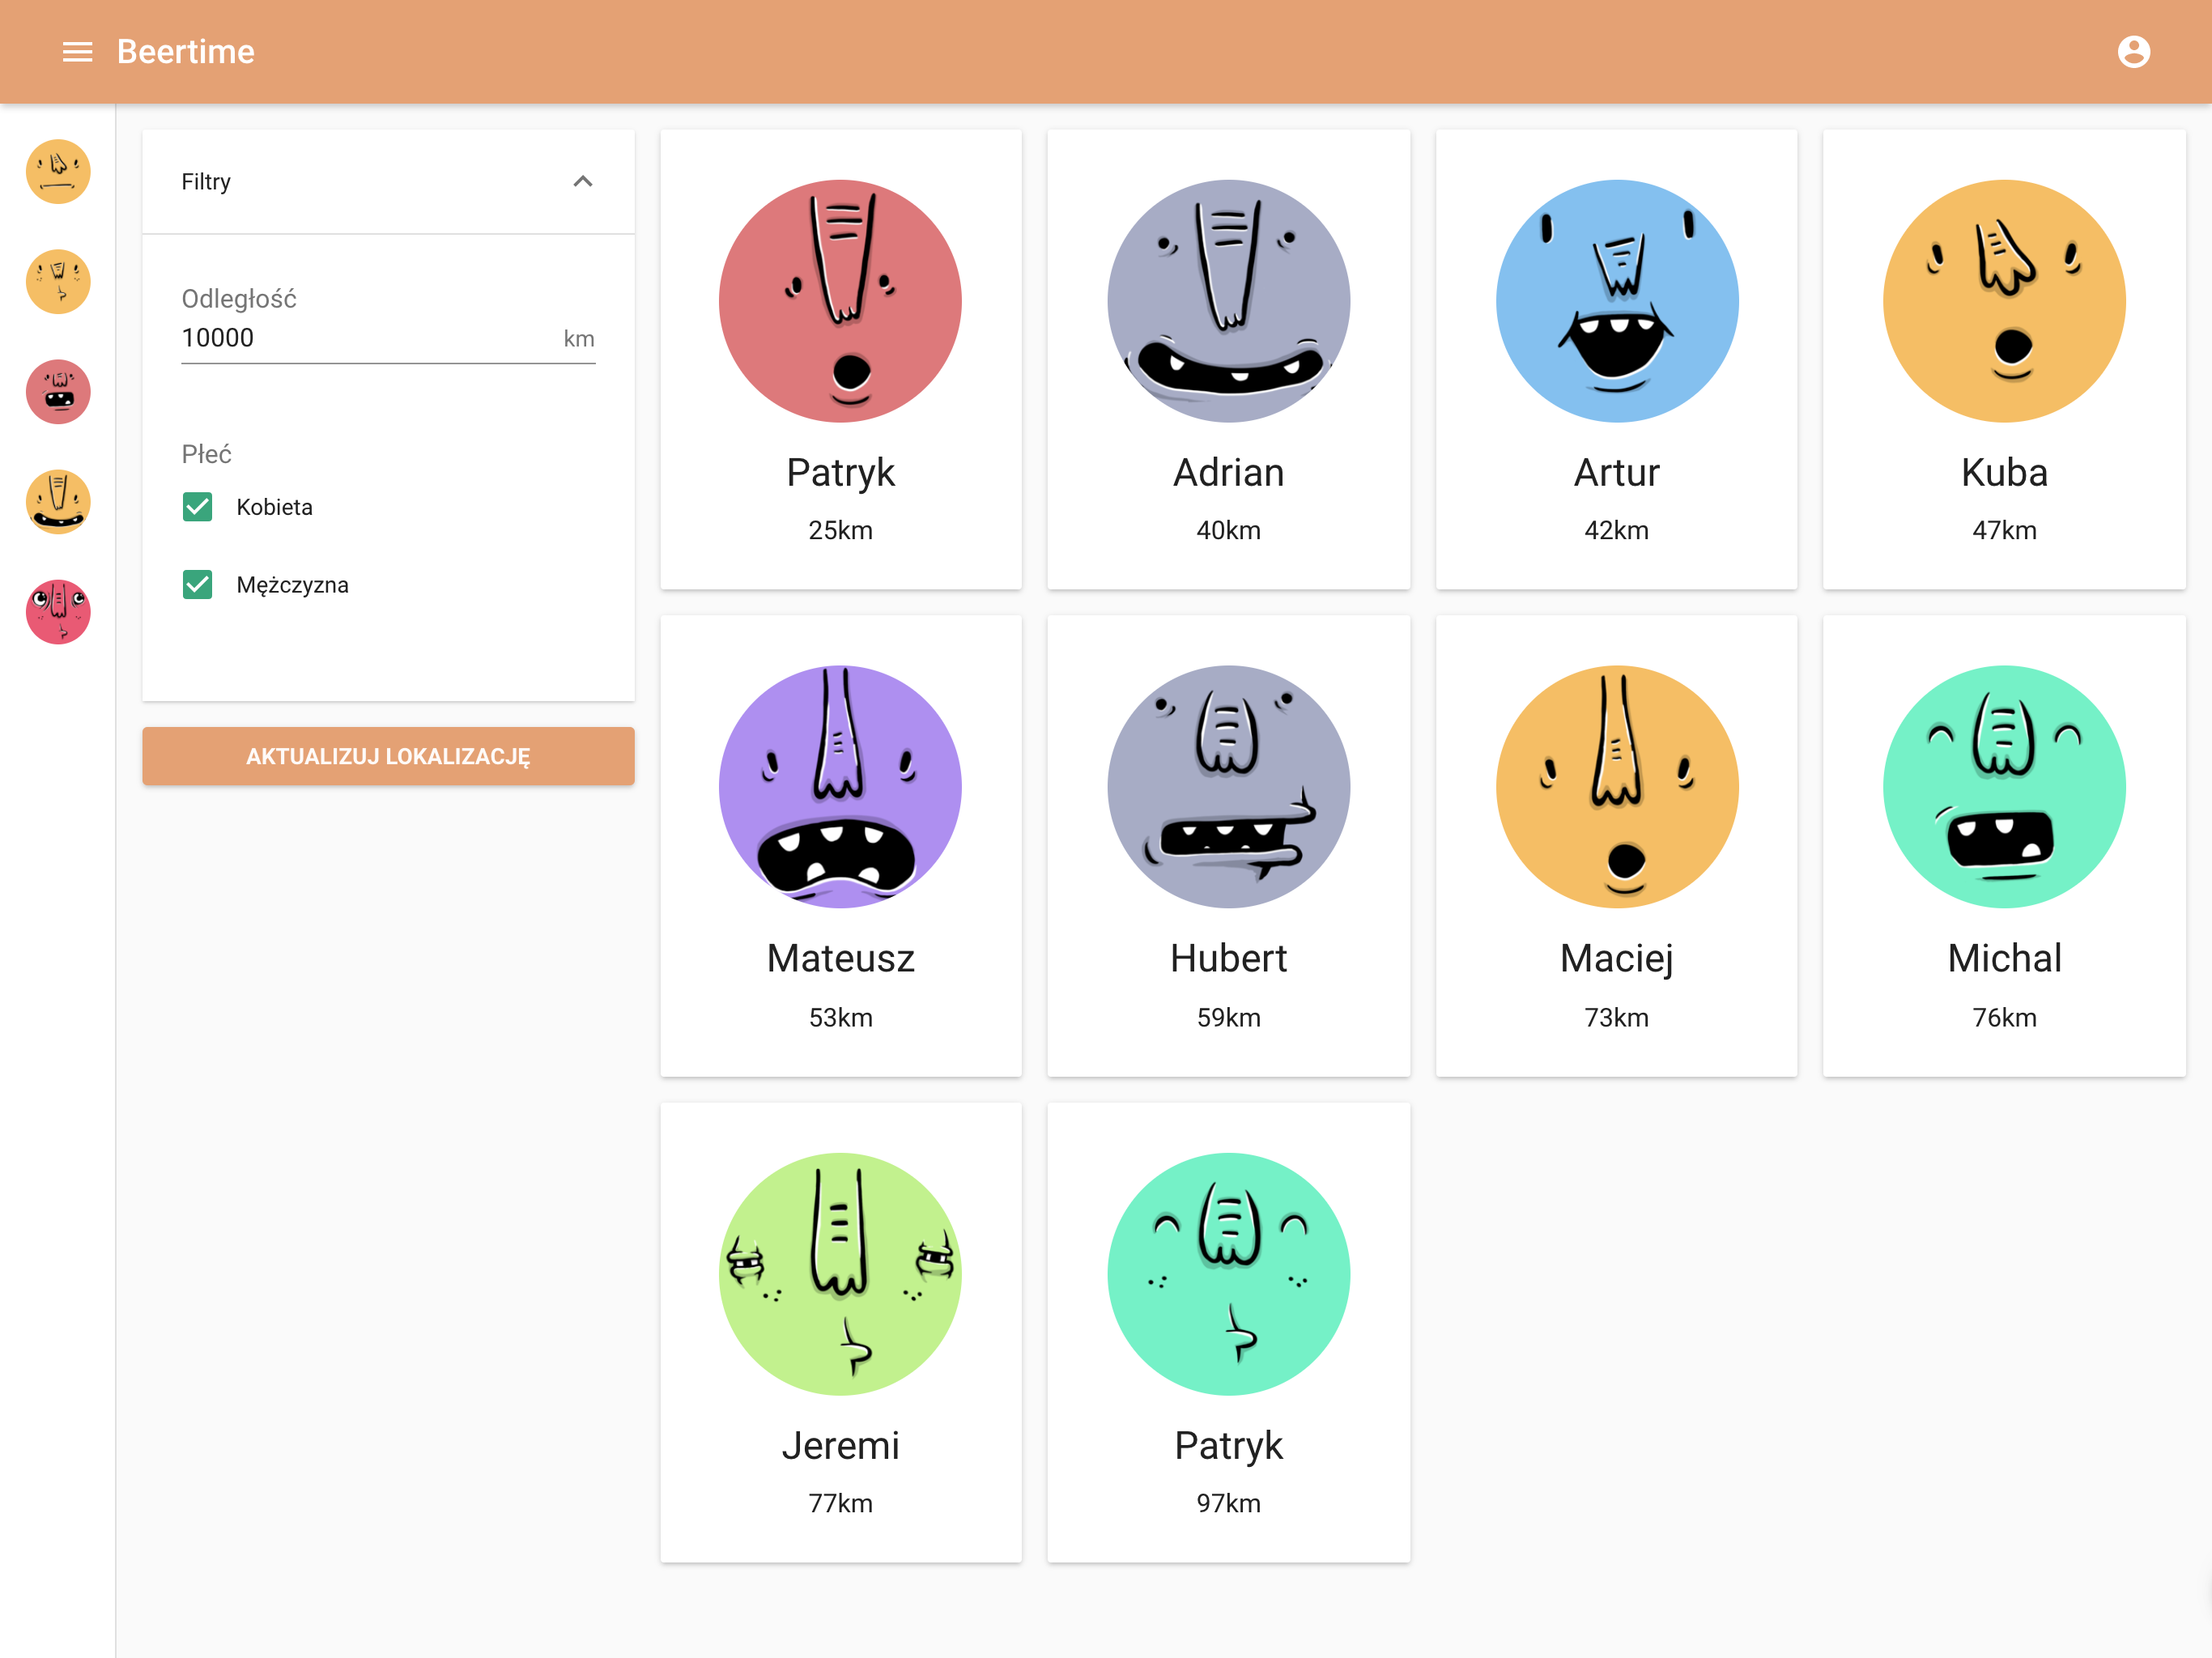 Beertime
Filtry
Odległość
10000 km
Płeć
Kobieta
Mężczyzna
AKTUALIZUJ LOKALIZACJĘ
Patryk
25km
Adrian
40km
Artur
42km
Kuba
47km
Mateusz
53km
Hubert
59km
Maciej
73km
Michal
76km
Jeremi
77km
Patryk
97km